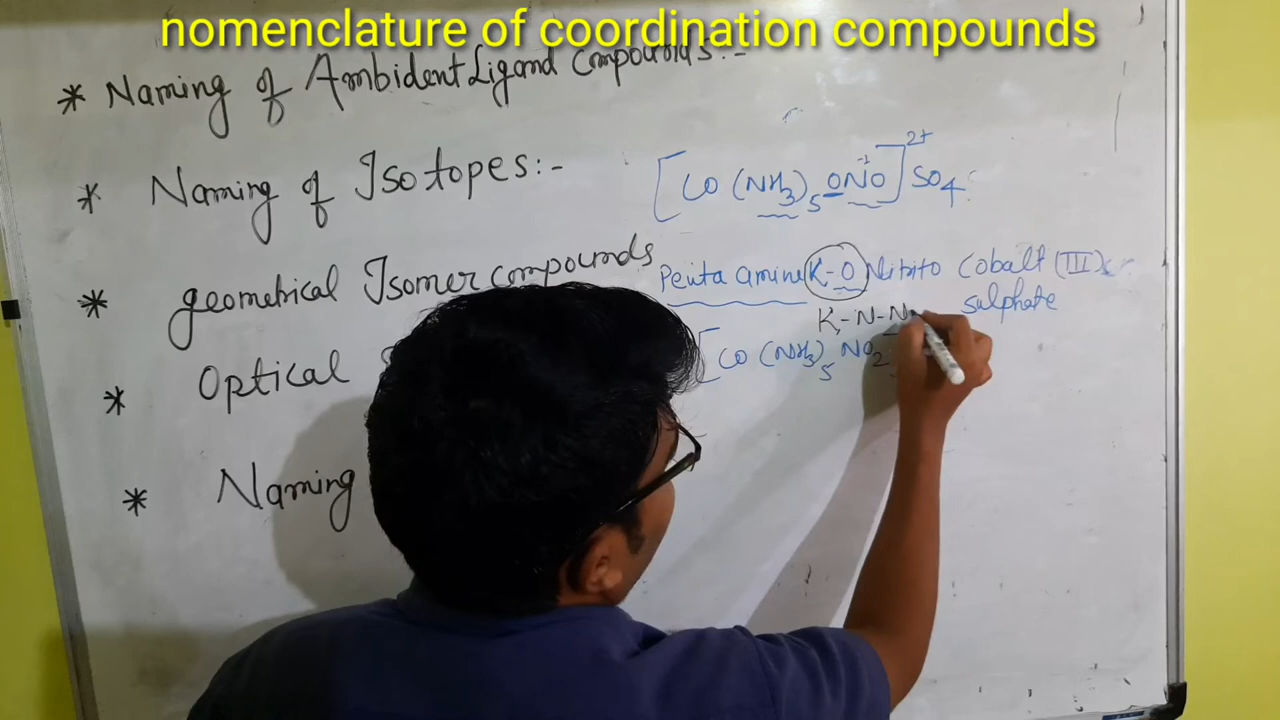 nomenclature of coordination compounds
* Naming of Ambident Ligand compounds:-
* Naming of Isotopes:-
* geometrical Isomer compounds
* Optical
* Naming
[CO (NH3)5 ONO]2+ SO4
-1
Penta amine K-O Nitrito Cobalt (III)
sulphate
K-N-N
[CO (NH3)5 NO2